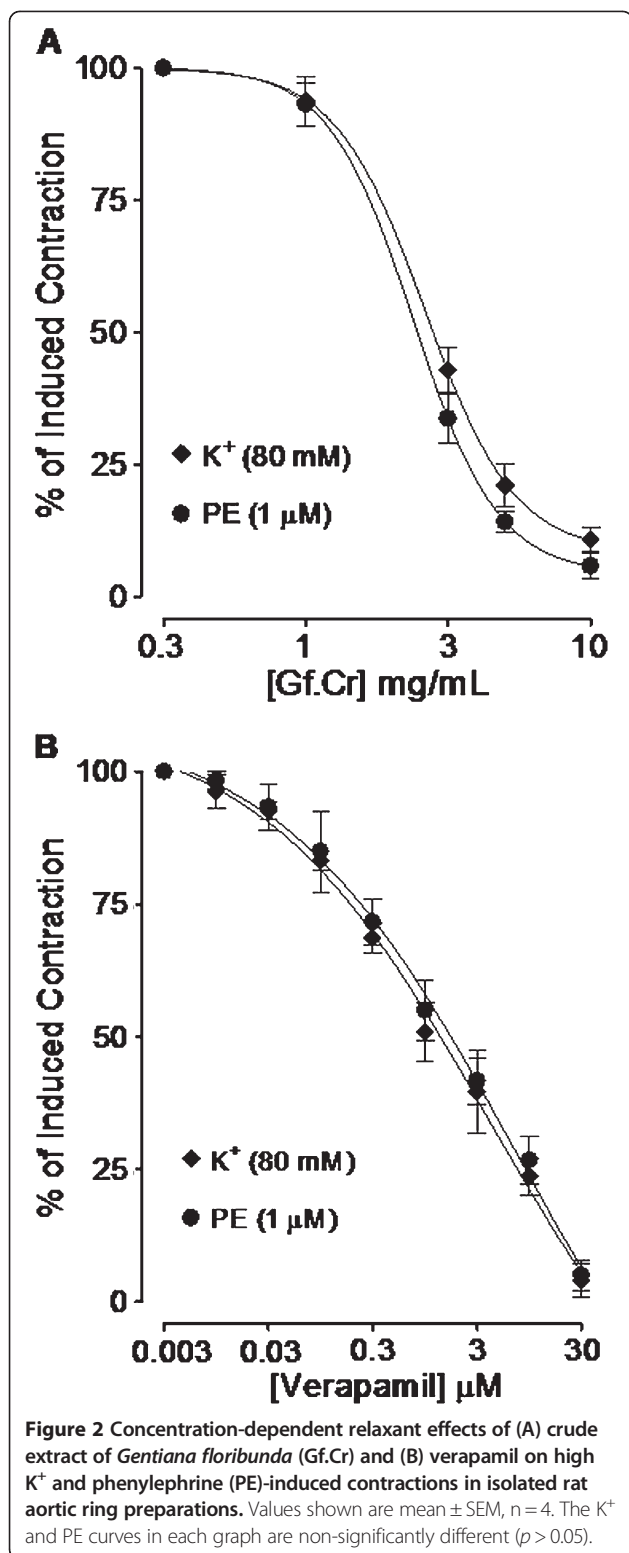 A
100
75
50
25
0
% of Induced Contraction
◆ K⁺ (80 mM)
● PE (1 µM)
0.3 1 3 10
[Gf.Cr] mg/mL
B
100
75
50
25
0
% of Induced Contraction
◆ K⁺ (80 mM)
● PE (1 µM)
0.003 0.03 0.3 3 30
[Verapamil] µM
Figure 2 Concentration-dependent relaxant effects of (A) crude
extract of Gentiana floribunda (Gf.Cr) and (B) verapamil on high
K⁺ and phenylephrine (PE)-induced contractions in isolated rat
aortic ring preparations. Values shown are mean ± SEM, n = 4. The K⁺
and PE curves in each graph are non-significantly different (p > 0.05).